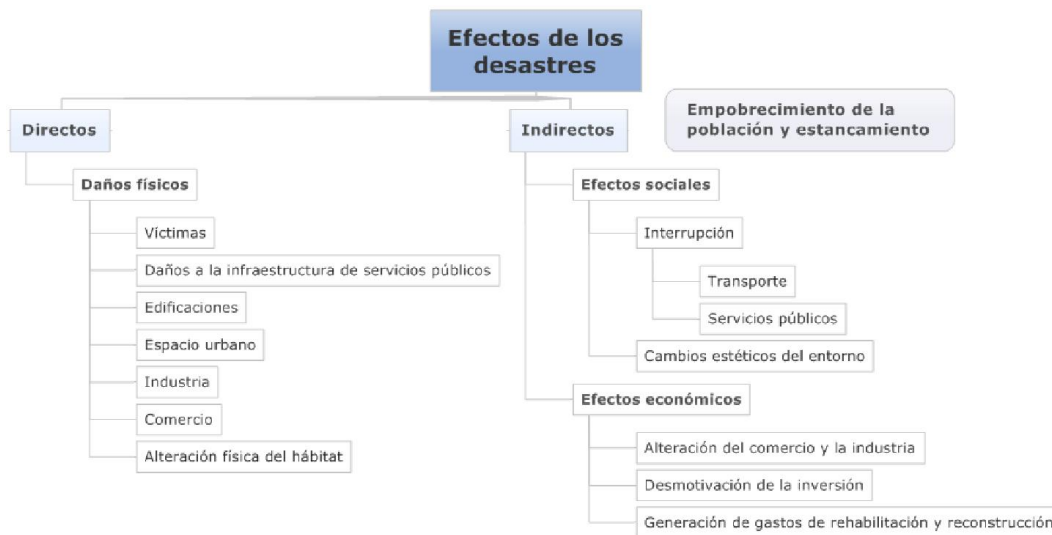 Efectos de los
desastres
Directos
Indirectos
Empobrecimiento de la
población y estancamiento
Daños físicos
Víctimas
Daños a la infraestructura de servicios públicos
Edificaciones
Espacio urbano
Industria
Comercio
Alteración física del hábitat
Efectos sociales
Interrupción
Transporte
Servicios públicos
Cambios estéticos del entorno
Efectos económicos
Alteración del comercio y la industria
Desmotivación de la inversión
Generación de gastos de rehabilitación y reconstrucción